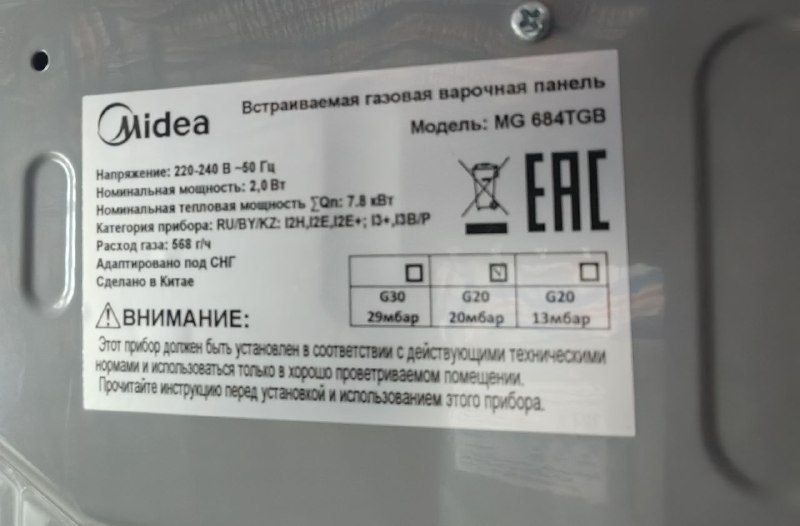 Midea
Встраиваемая газовая варочная панель
Модель: MG 684TGB
Напряжение: 220-240 В ~50 Гц
Номинальная мощность: 2,0 Вт
Номинальная тепловая мощность ∑Qn: 7.8 кВт
Категория прибора: RU/BY/KZ: I2H,I2E,I2E+; I3+,I3B/P
Расход газа: 568 г/ч
Адаптировано под СНГ
Сделано в Китае
EAC
G30 G20 G20
29мбар 20мбар 13мбар
ВНИМАНИЕ:
Этот прибор должен быть установлен в соответствии с действующими техническими
нормами и использоваться только в хорошо проветриваемом помещении.
Прочитайте инструкцию перед установкой и использованием этого прибора.